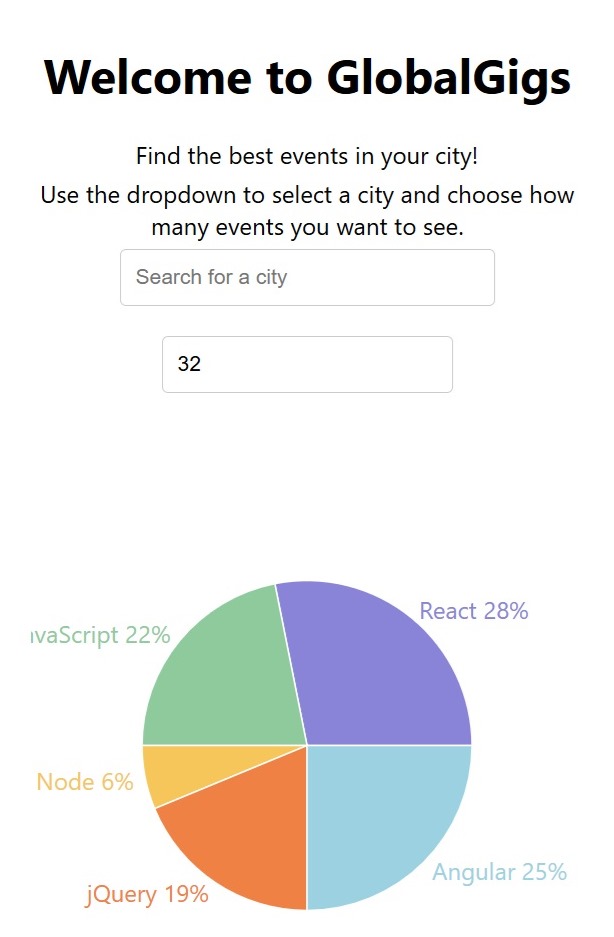 Welcome to GlobalGigs
Find the best events in your city!
Use the dropdown to select a city and choose how
many events you want to see.
Search for a city
32
React 28%
avaScript 22%
Node 6%
jQuery 19%
Angular 25%